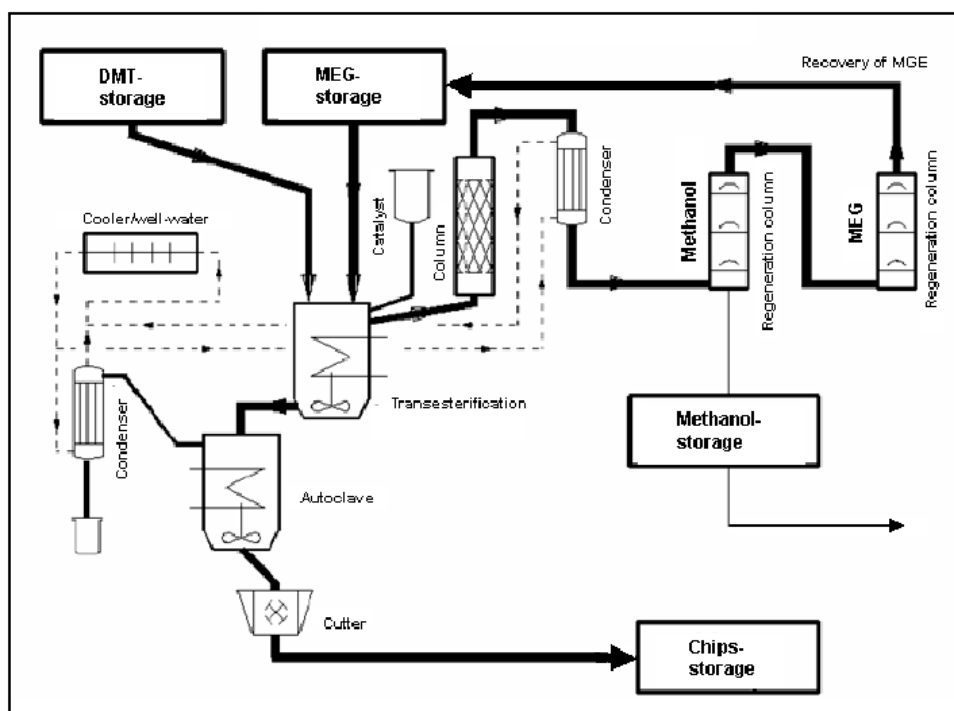 Recovery of MGE
DMT-
storage
MEG-
storage
Cooler/well-water
Catalyst
Column
Condenser
Methanol
Regeneration column
MEG
Regeneration column
Condenser
Transesterification
Methanol-
storage
Autoclave
Cutter
Chips-
storage